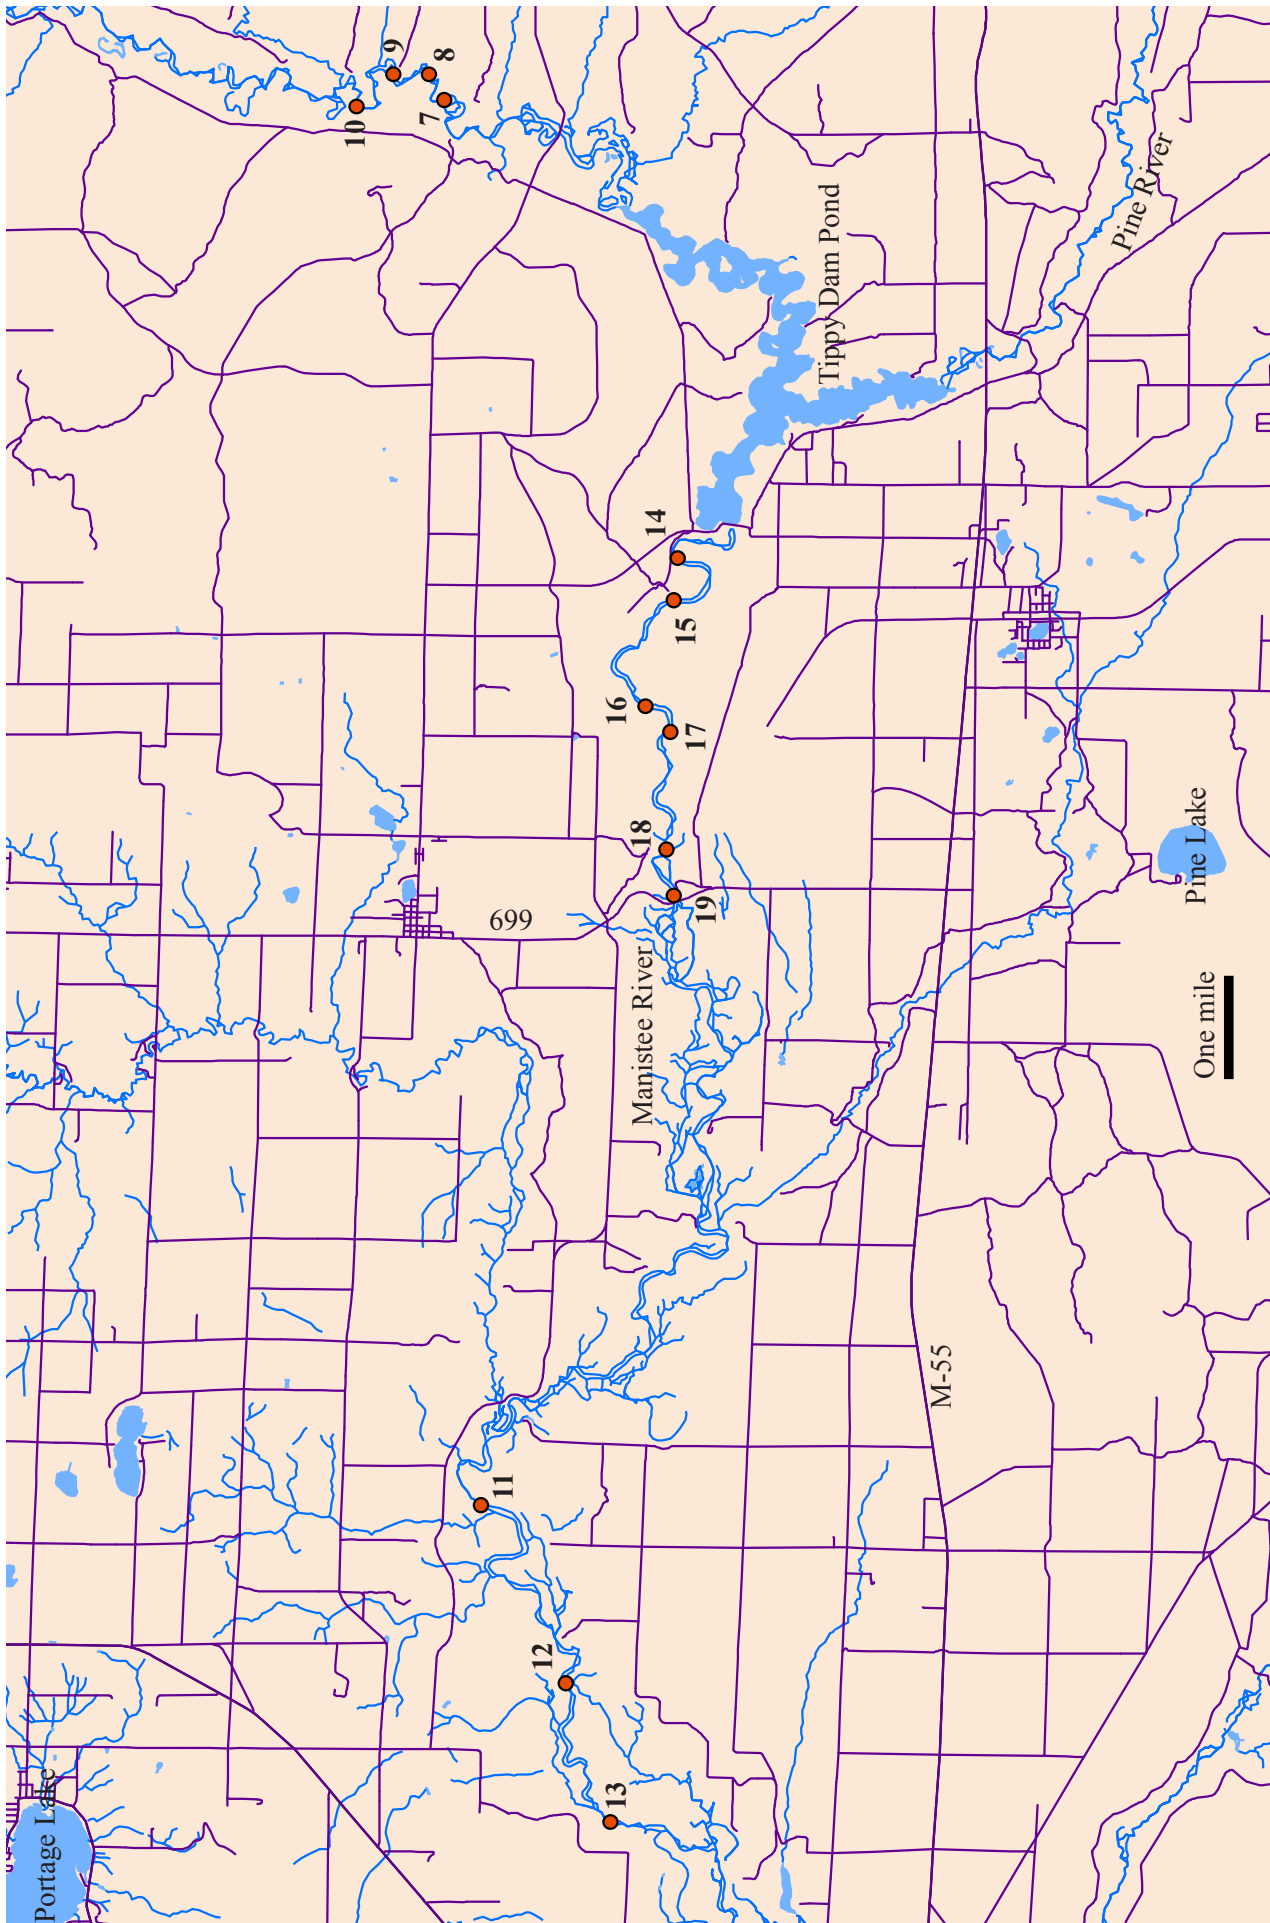 Portage Lake
10
9
8
7
Tippy Dam Pond
Pine River
14
15
16
17
18
19
699
Manistee River
Pine Lake
One mile
M-55
11
12
13